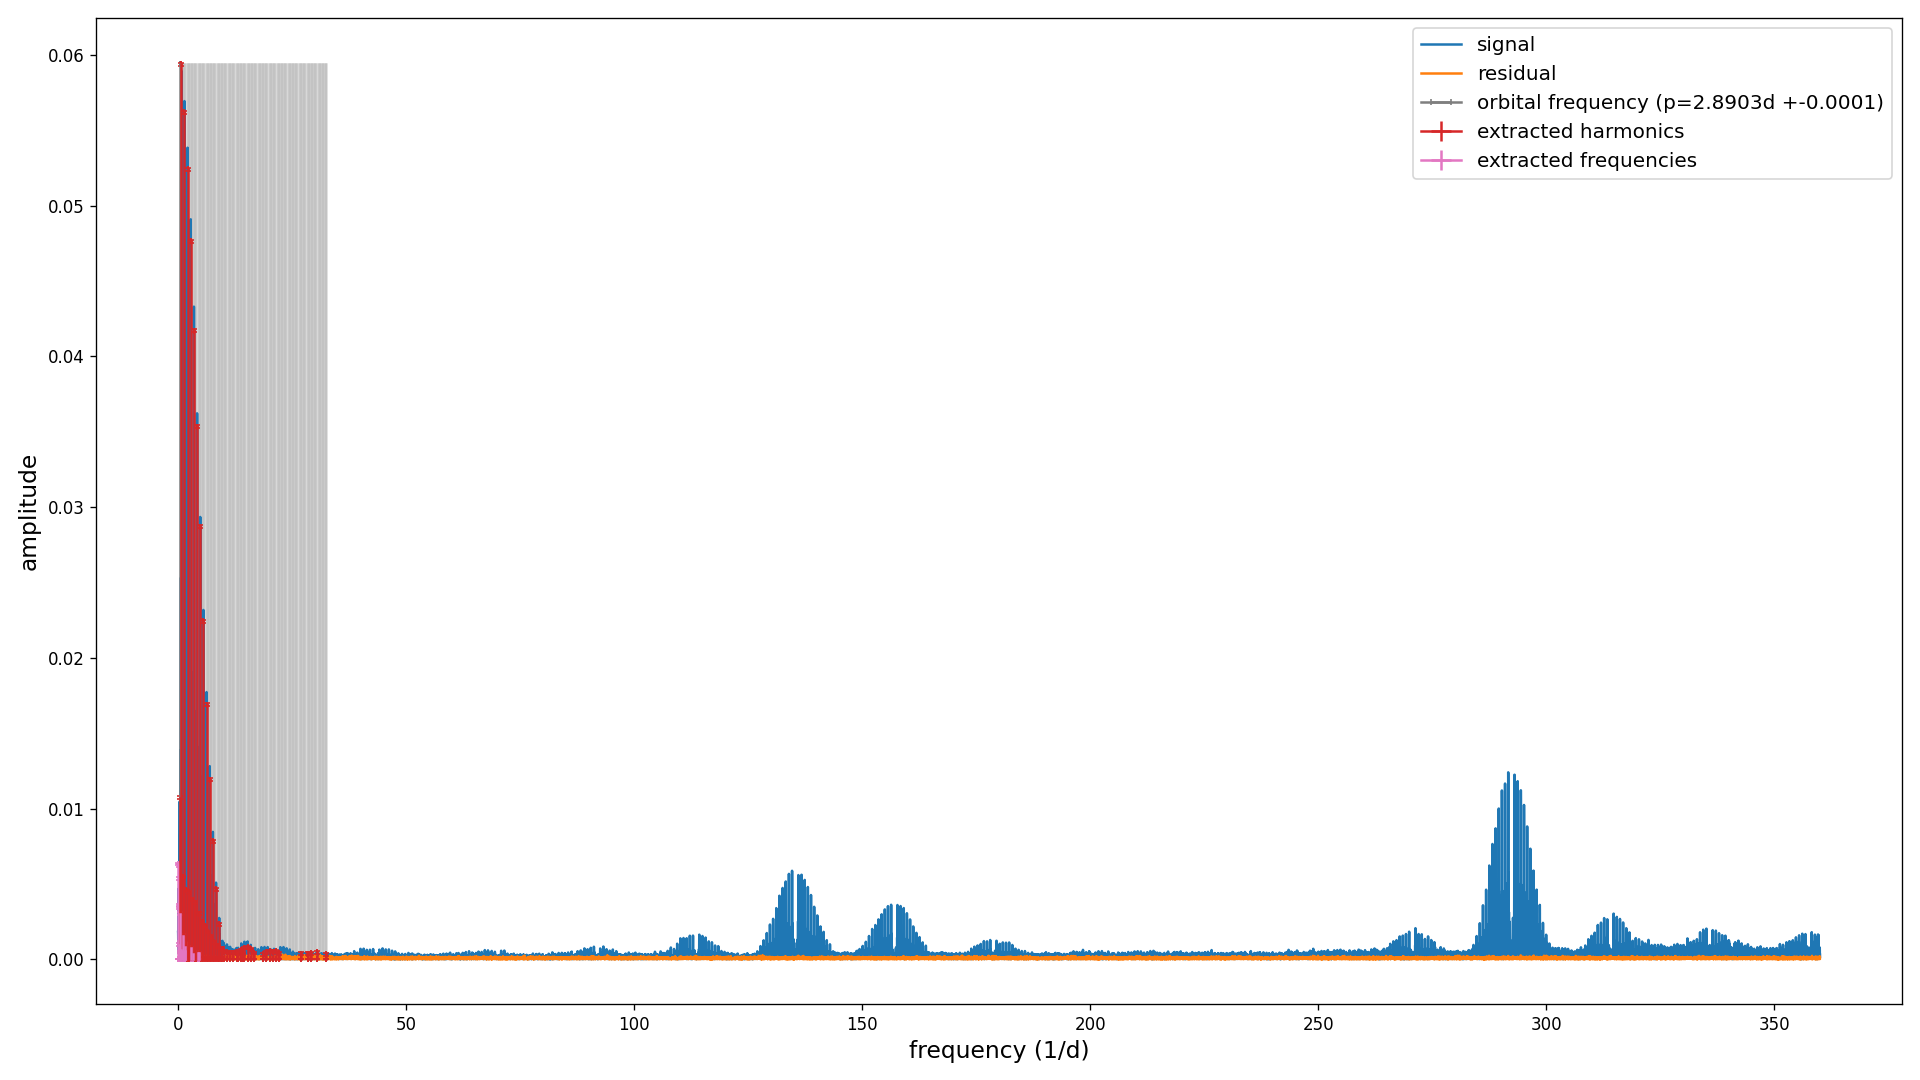 signal
residual
orbital frequency (p=2.8903d +-0.0001)
extracted harmonics
extracted frequencies
0.06
0.05
0.04
0.03
0.02
0.01
0.00
amplitude
0 50 100 150 200 250 300 350
frequency (1/d)